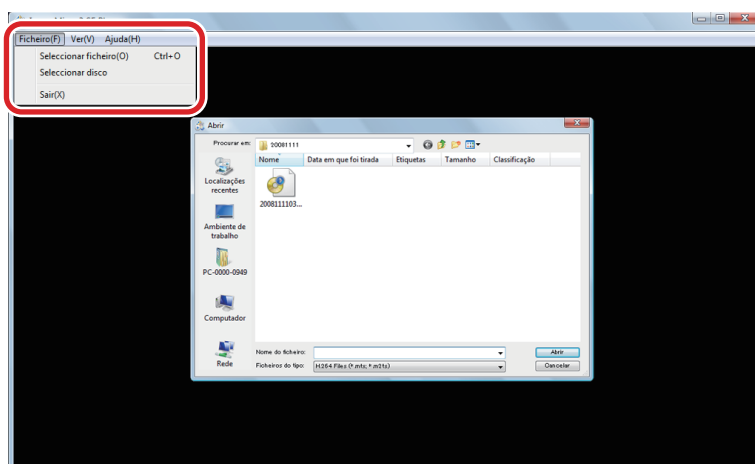 Ficheiro(F) Ver(V) Ajuda(H)
Seleccionar ficheiro(O) Ctrl+O
Seleccionar disco
Sair(X)
Abrir
Procurar em: 20081111
Nome Data em que foi tirada Etiquetas Tamanho Classificação
2008111103...
Localizações
recentes
Ambiente de
trabalho
PC-0000-0949
Computador
Rede
Nome do ficheiro: Abrir
Ficheiros do tipo: H.264 Files (*.mts; *.m2ts) Cancelar